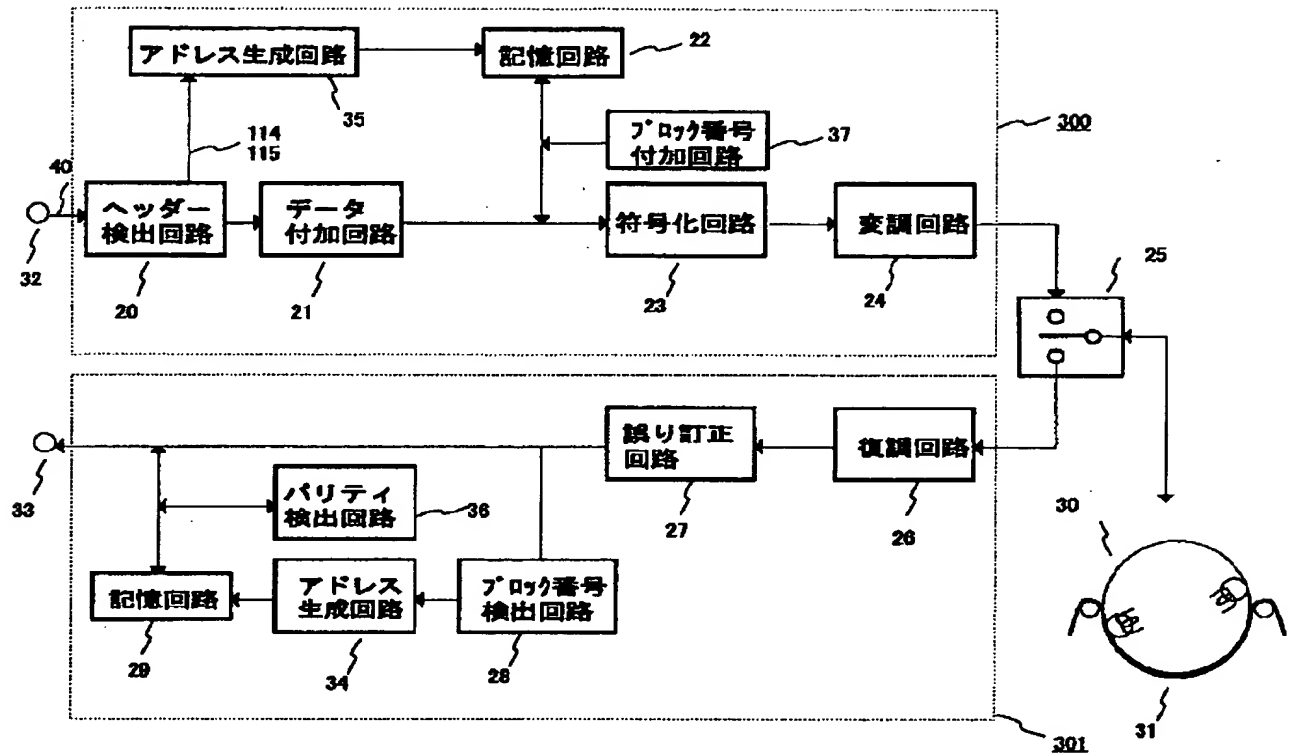 アドレス生成回路
35
記憶回路
22
114
115
ブロック番号
付加回路
37
300
40
32
ヘッダー
検出回路
20
データ
付加回路
21
符号化回路
23
変調回路
24
25
33
誤り訂正
回路
27
復調回路
26
パリティ
検出回路
36
記憶回路
29
アドレス
生成回路
34
ブロック番号
検出回路
28
30
31
301